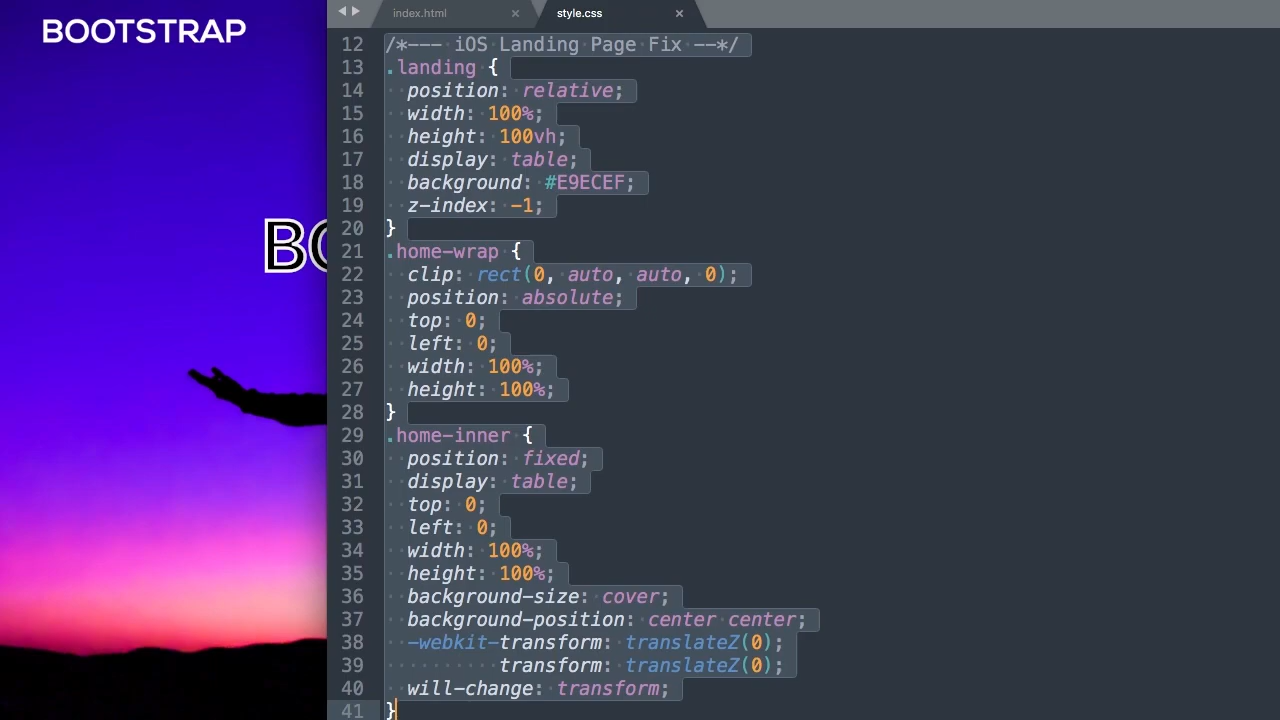 BOOTSTRAP
index.html × style.css ×
12 /*--- iOS Landing Page Fix --*/
13 .landing {
14 position: relative;
15 width: 100%;
16 height: 100vh;
17 display: table;
18 background: #E9ECEF;
19 z-index: -1;
20 }
21 .home-wrap {
22 clip: rect(0, auto, auto, 0);
23 position: absolute;
24 top: 0;
25 left: 0;
26 width: 100%;
27 height: 100%;
28 }
29 .home-inner {
30 position: fixed;
31 display: table;
32 top: 0;
33 left: 0;
34 width: 100%;
35 height: 100%;
36 background-size: cover;
37 background-position: center center;
38 -webkit-transform: translateZ(0);
39 transform: translateZ(0);
40 will-change: transform;
41 }